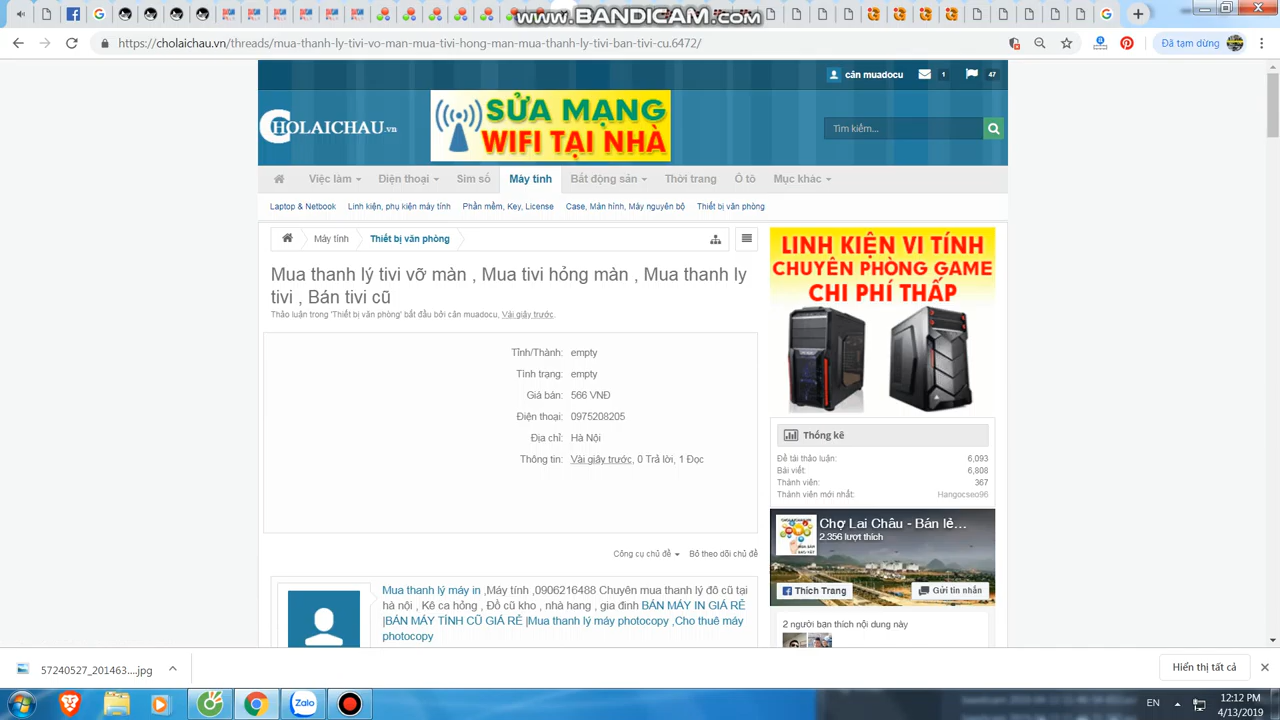 www.BANDICAM.com
https://cholaichau.vn/threads/mua-thanh-ly-tivi-vo-man-mua-tivi-hong-man-mua-thanh-ly-tivi-ban-tivi-cu.6472/
Đã tạm dừng
cân muadocu 1 47
CHOLAICHAU.vn
SỬA MẠNG
WIFI TẠI NHÀ
Tìm kiếm...
Việc làm Điện thoại Sim số Máy tính Bất động sản Thời trang Ô tô Mục khác
Laptop & Netbook Linh kiện, phụ kiện máy tính Phần mềm, Key, License Case, Màn hình, Máy nguyên bộ Thiết bị văn phòng
Máy tính Thiết bị văn phòng
Mua thanh lý tivi vỡ màn , Mua tivi hỏng màn , Mua thanh ly
tivi , Bán tivi cũ
Thảo luận trong 'Thiết bị văn phòng' bắt đầu bởi cân muadocu, Vài giây trước.
Tỉnh/Thành: empty
Tình trạng: empty
Giá bán: 566 VNĐ
Điện thoại: 0975208205
Địa chỉ: Hà Nội
Thông tin: Vài giây trước, 0 Trả lời, 1 Đọc
Công cụ chủ đề Bỏ theo dõi chủ đề
Mua thanh lý máy in ,Máy tính ,0906216488 Chuyên mua thanh lý đô cũ tại
hà nội , Kê ca hông , Đồ cũ kho , nhà hang , gia đinh BÁN MÁY IN GIÁ RẺ
|BÁN MÁY TÍNH CŨ GIÁ RẺ |Mua thanh lý máy photocopy ,Cho thuê máy
photocopy
LINH KIỆN VI TÍNH
CHUYÊN PHÒNG GAME
CHI PHÍ THẤP
Thống kê
Đề tài thảo luận: 6,093
Bài viết: 6,808
Thành viên: 367
Thành viên mới nhất: Hangocseo96
Chợ Lai Châu - Bán lẻ...
2.356 lượt thích
Thích Trang Gửi tin nhắn
2 người bạn thích nội dung này
57240527_201463....jpg
Hiển thị tất cả
Zalo
EN
12:12 PM
4/13/2019